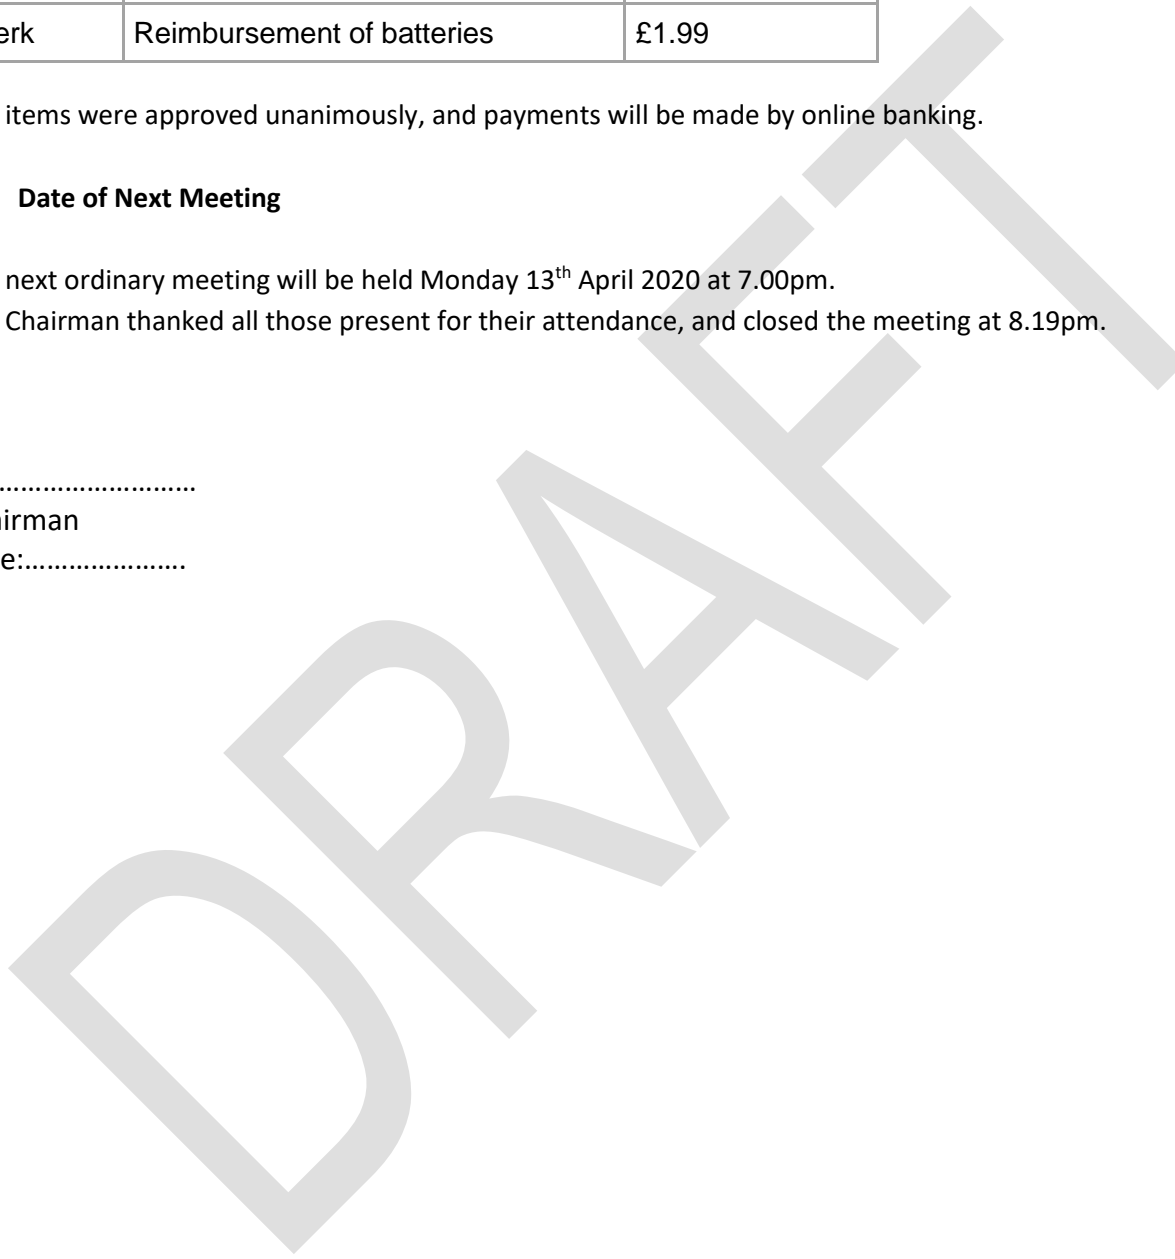 erk Reimbursement of batteries £1.99
items were approved unanimously, and payments will be made by online banking.
Date of Next Meeting
next ordinary meeting will be held Monday 13th April 2020 at 7.00pm.
Chairman thanked all those present for their attendance, and closed the meeting at 8.19pm.
…………………………
airman
e:………………….
DRAFT